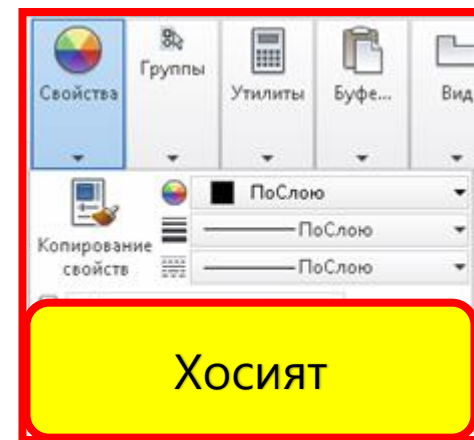 Свойства
Группы
Утилиты
Буфе...
Вид
ПоСлою
Копирование
свойств
ПоСлою
ПоСлою
Хосият